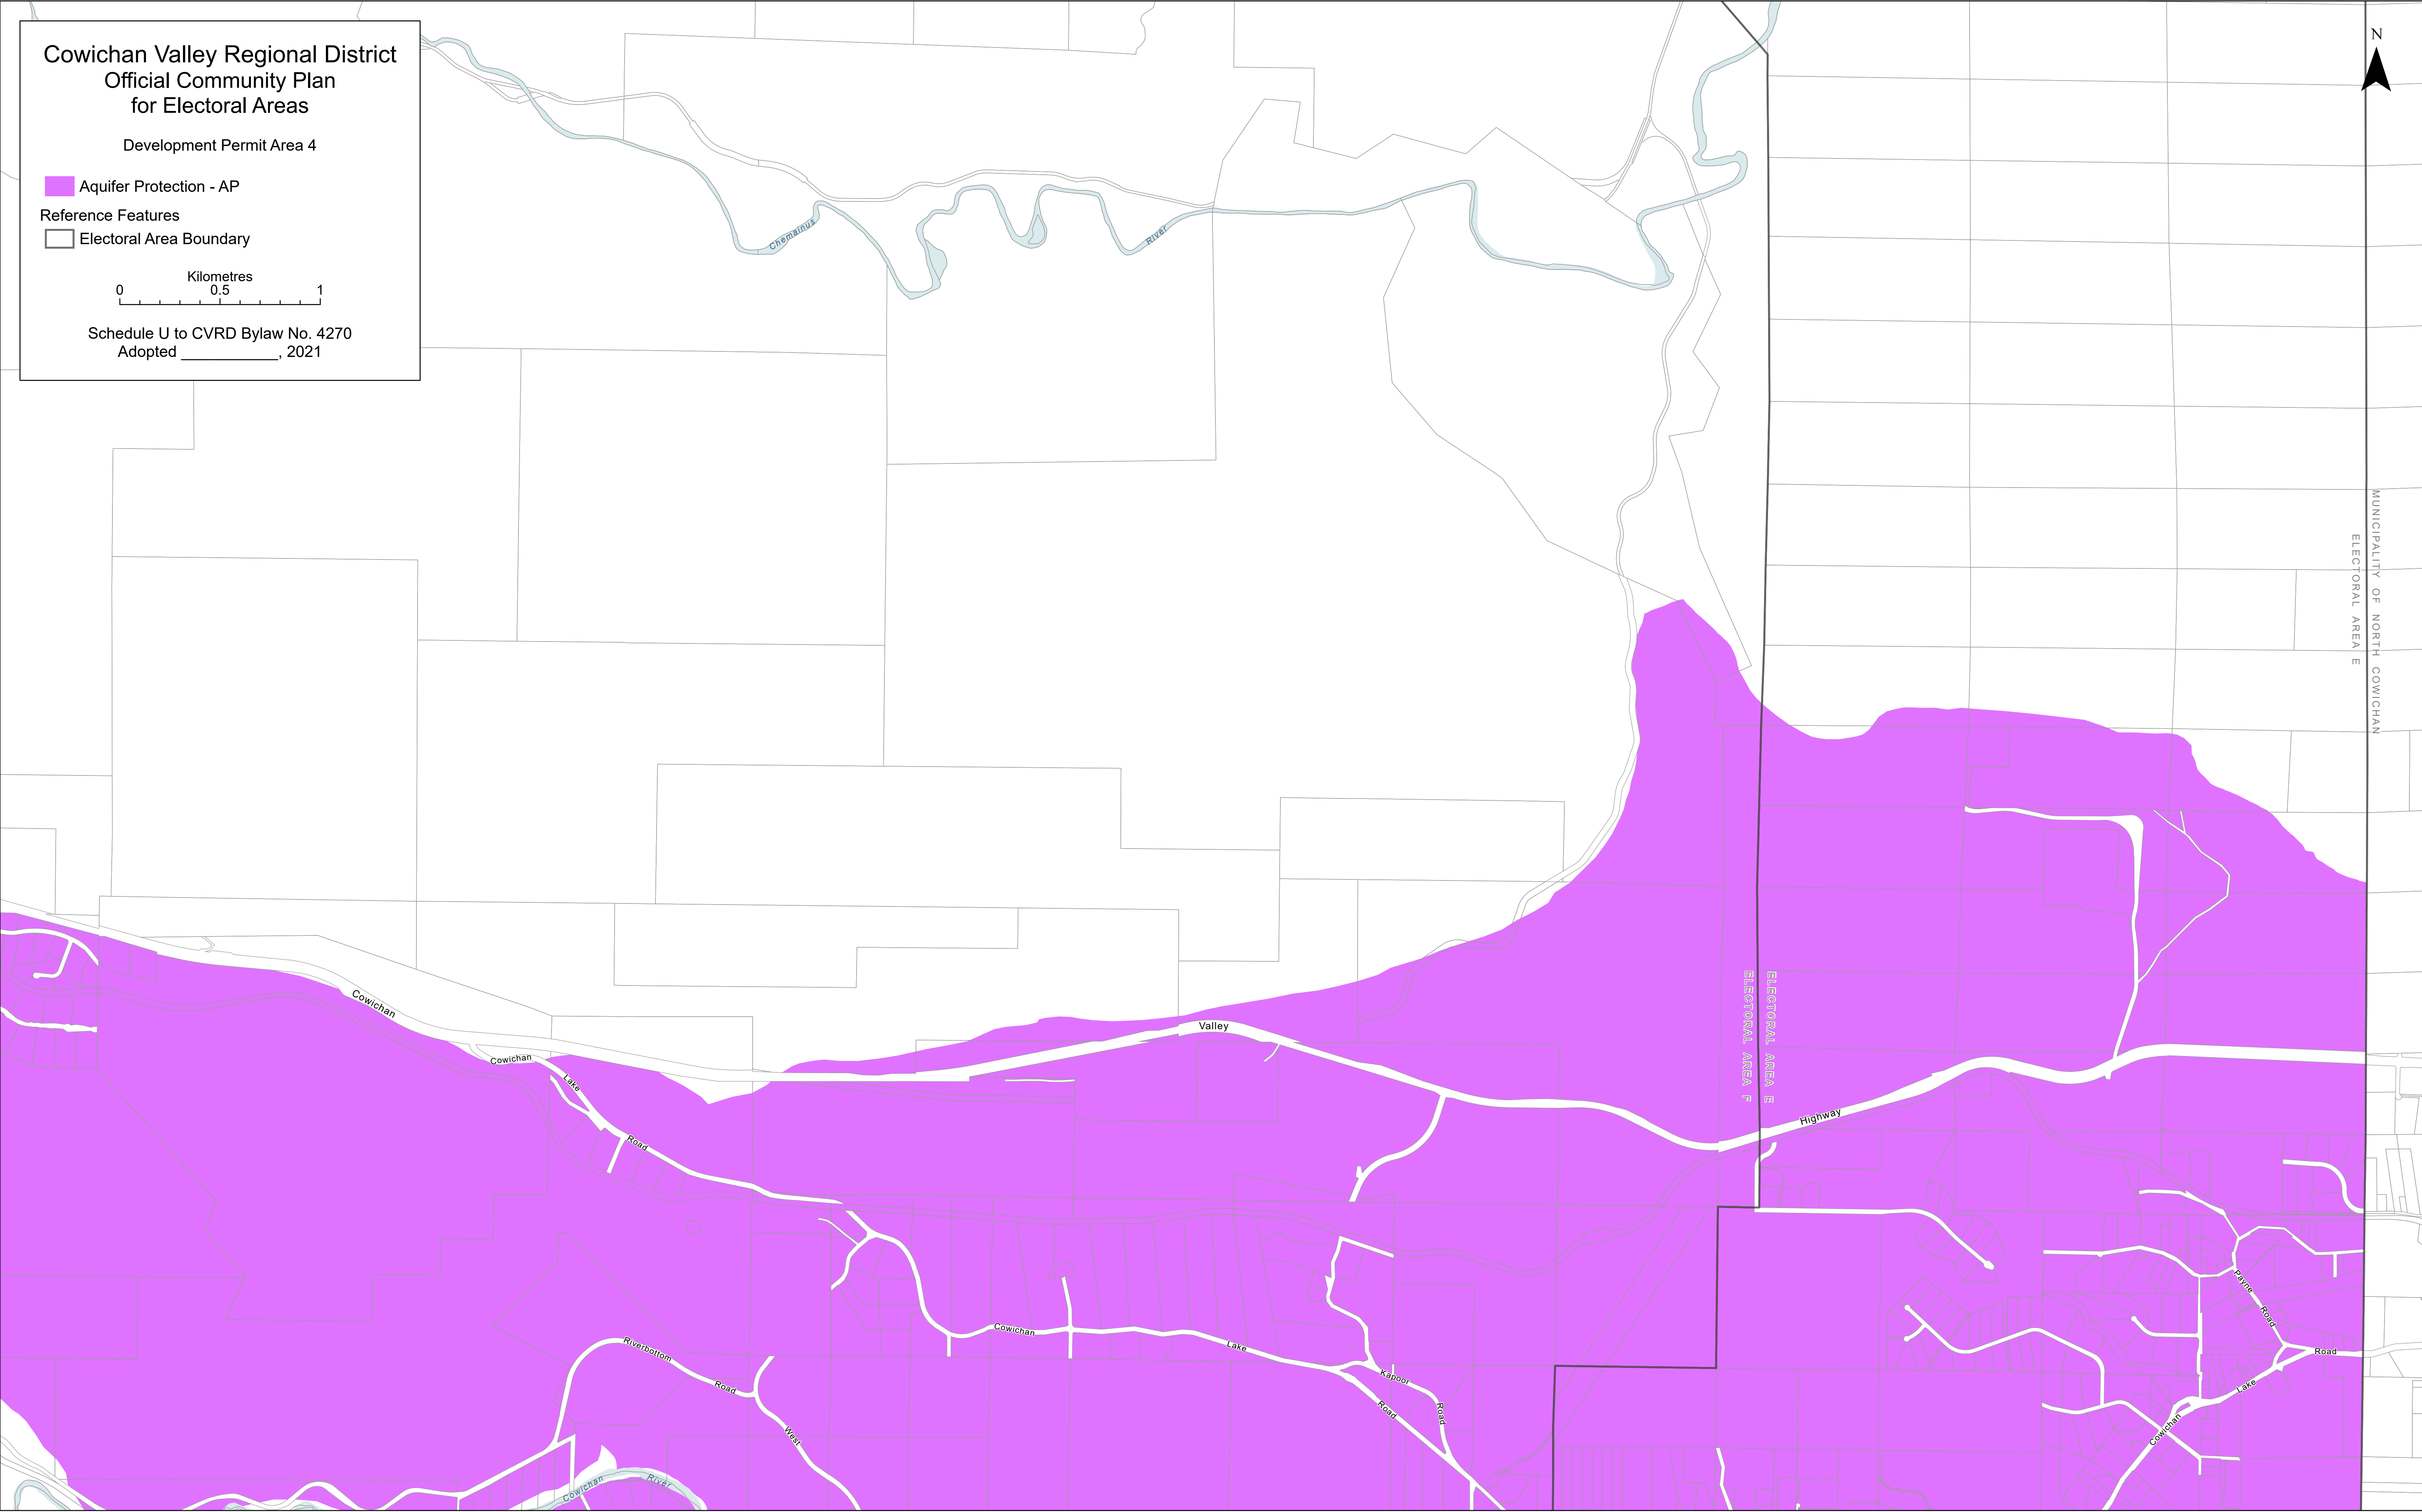 Cowichan Valley Regional District
Official Community Plan
for Electoral Areas
Development Permit Area 4
Aquifer Protection - AP
Reference Features
Electoral Area Boundary
Kilometres
0 0.5 1
Schedule U to CVRD Bylaw No. 4270
Adopted ___________, 2021
N
Chemainus
River
MUNICIPALITY OF NORTH COWICHAN
ELECTORAL AREA E
ELECTORAL AREA E
ELECTORAL AREA F
Cowichan
Valley
Highway
Cowichan
Lake
Road
Cowichan
Lake
Road
Kapool
Road
Riverbottom
Road
West
Cowichan
River
Payne
Road
Cowichan
Lake
Road